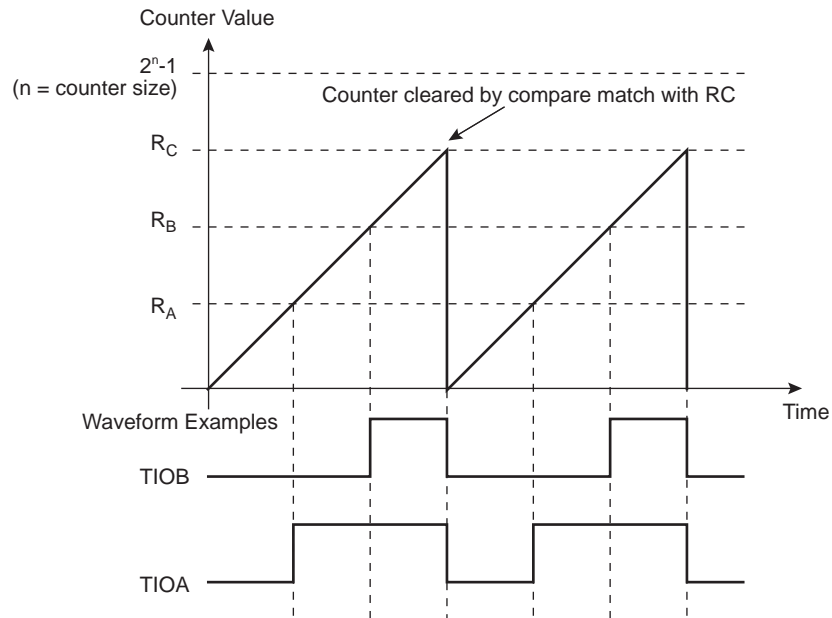 Counter Value
2ⁿ-1
(n = counter size)
Counter cleared by compare match with RC
R_C
R_B
R_A
Time
Waveform Examples
TIOB
TIOA